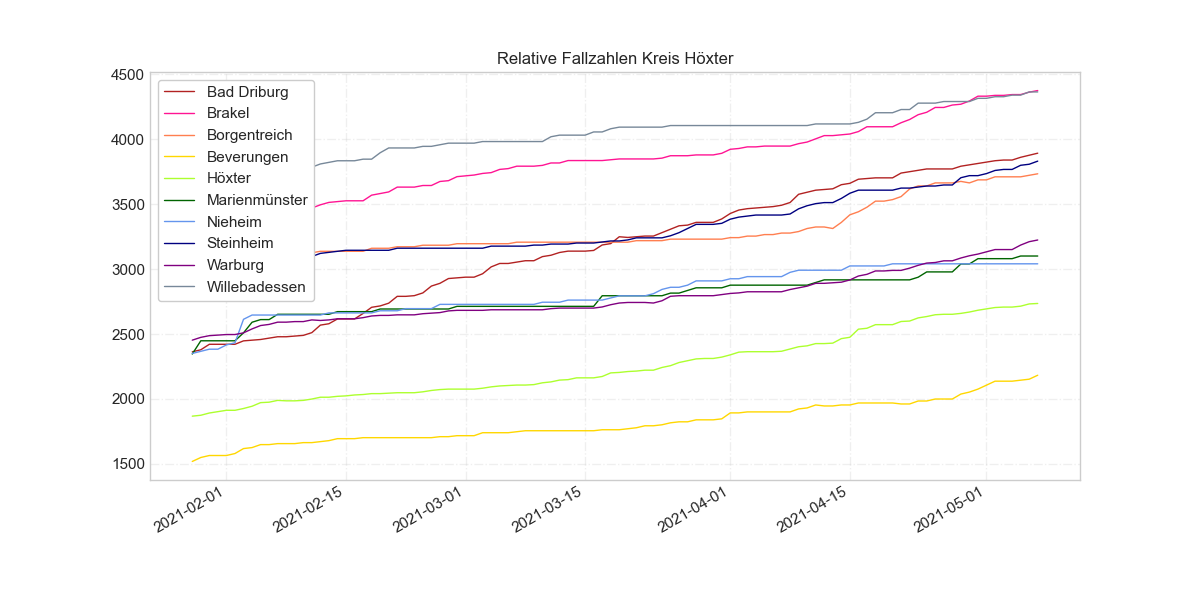 Relative Fallzahlen Kreis Höxter
4500
4000
3500
3000
2500
2000
1500
Bad Driburg
Brakel
Borgentreich
Beverungen
Höxter
Marienmünster
Nieheim
Steinheim
Warburg
Willebadessen
2021-02-01
2021-02-15
2021-03-01
2021-03-15
2021-04-01
2021-04-15
2021-05-01